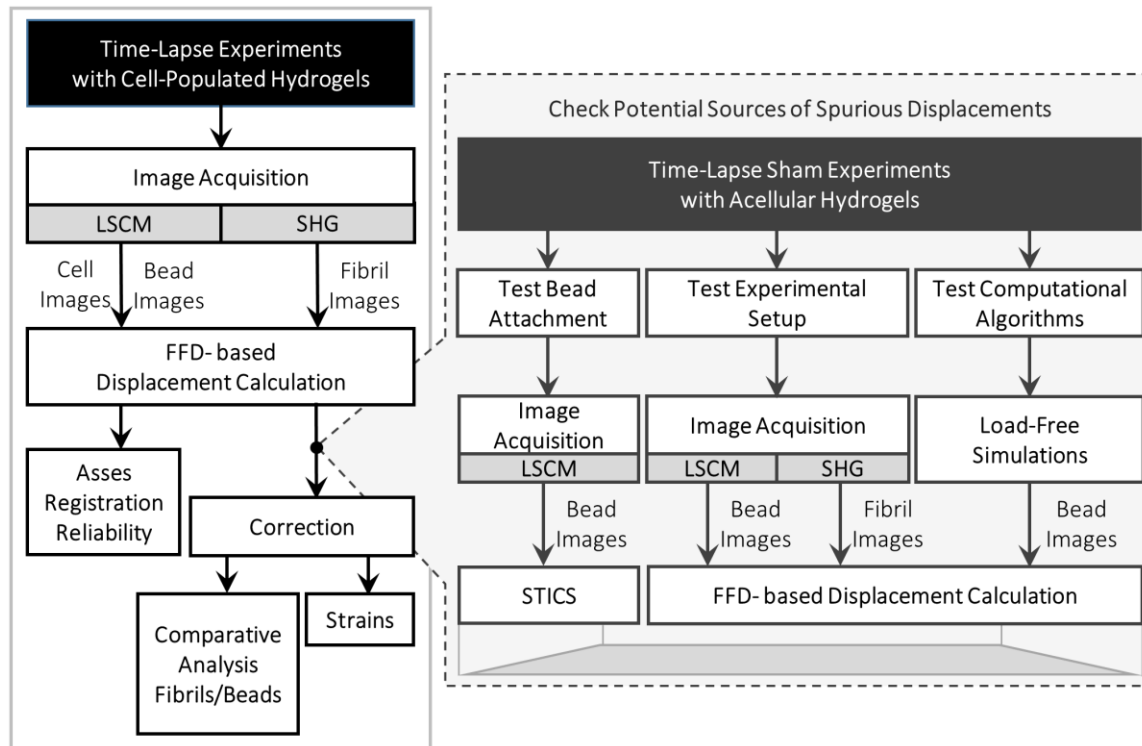 Time-Lapse Experiments
with Cell-Populated Hydrogels
Image Acquisition
LSCM
SHG
Cell
Images
Bead
Images
Fibril
Images
FFD- based
Displacement Calculation
Asses
Registration
Reliability
Correction
Comparative
Analysis
Fibrils/Beads
Strains
Check Potential Sources of Spurious Displacements
Time-Lapse Sham Experiments
with Acellular Hydrogels
Test Bead
Attachment
Test Experimental
Setup
Test Computational
Algorithms
Image
Acquisition
LSCM
Image Acquisition
LSCM
SHG
Load-Free
Simulations
Bead
Images
Bead
Images
Fibril
Images
Bead
Images
STICS
FFD- based Displacement Calculation